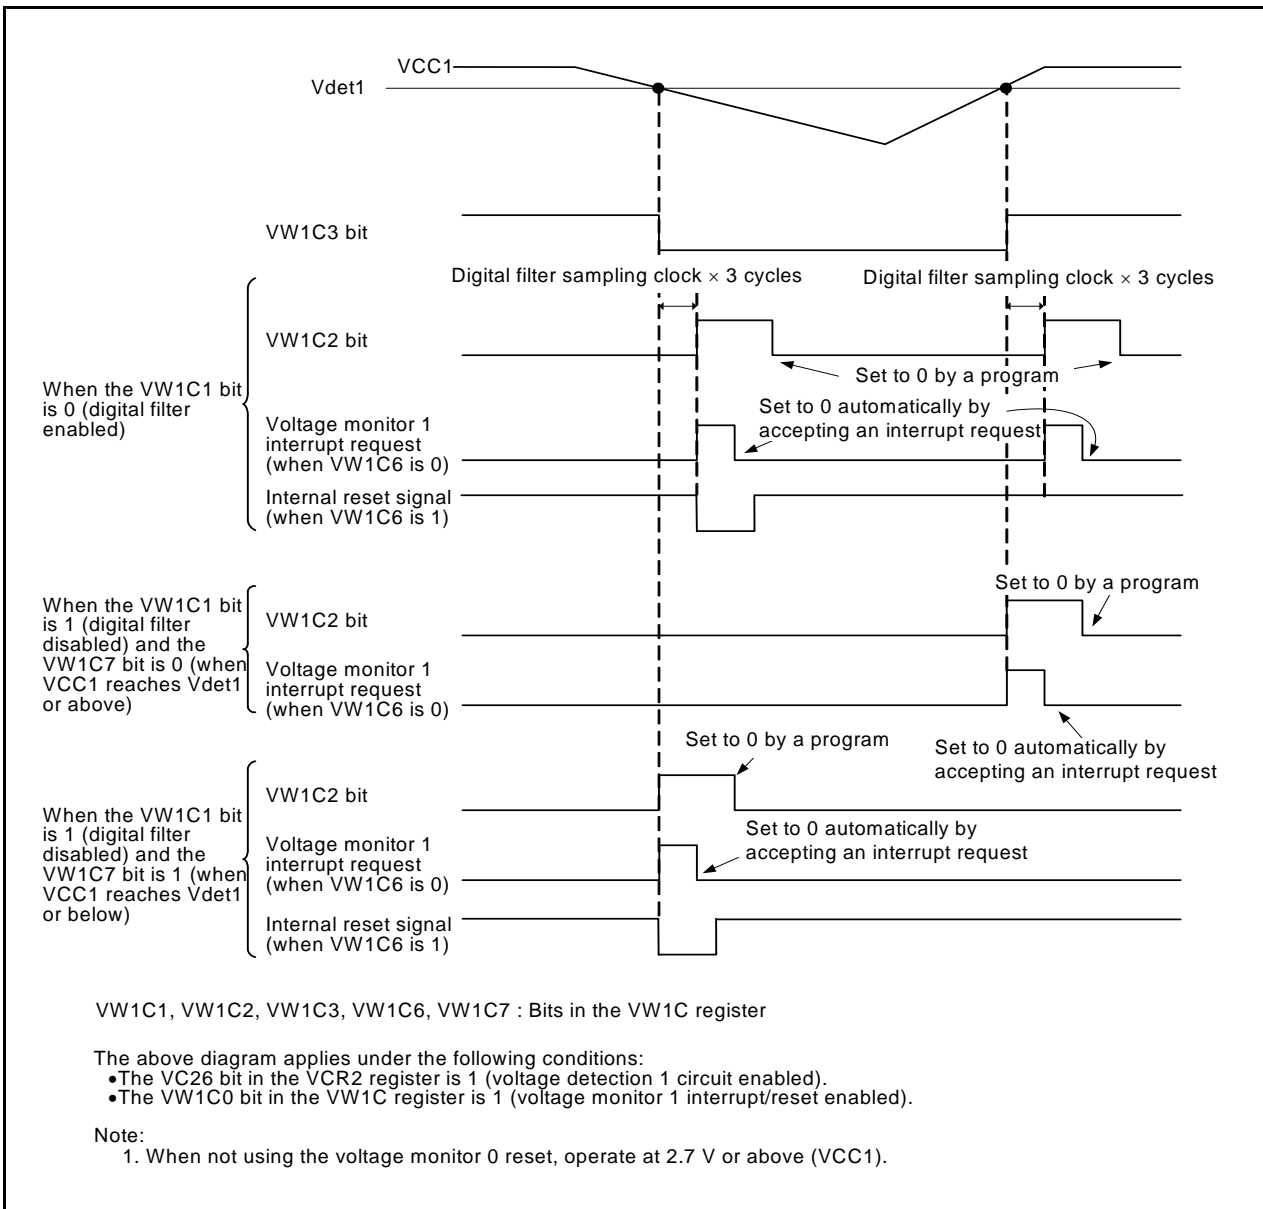 VCC1
Vdet1
VW1C3 bit
Digital filter sampling clock × 3 cycles
Digital filter sampling clock × 3 cycles
When the VW1C1 bit
is 0 (digital filter
enabled)
VW1C2 bit
Set to 0 by a program
Voltage monitor 1
interrupt request
(when VW1C6 is 0)
Set to 0 automatically by
accepting an interrupt request
Internal reset signal
(when VW1C6 is 1)
When the VW1C1 bit
is 1 (digital filter
disabled) and the
VW1C7 bit is 0 (when
VCC1 reaches Vdet1
or above)
VW1C2 bit
Set to 0 by a program
Voltage monitor 1
interrupt request
(when VW1C6 is 0)
Set to 0 automatically by
accepting an interrupt request
When the VW1C1 bit
is 1 (digital filter
disabled) and the
VW1C7 bit is 1 (when
VCC1 reaches Vdet1
or below)
VW1C2 bit
Set to 0 by a program
Voltage monitor 1
interrupt request
(when VW1C6 is 0)
Set to 0 automatically by
accepting an interrupt request
Internal reset signal
(when VW1C6 is 1)
VW1C1, VW1C2, VW1C3, VW1C6, VW1C7 : Bits in the VW1C register
The above diagram applies under the following conditions:
•The VC26 bit in the VCR2 register is 1 (voltage detection 1 circuit enabled).
•The VW1C0 bit in the VW1C register is 1 (voltage monitor 1 interrupt/reset enabled).
Note:
1. When not using the voltage monitor 0 reset, operate at 2.7 V or above (VCC1).